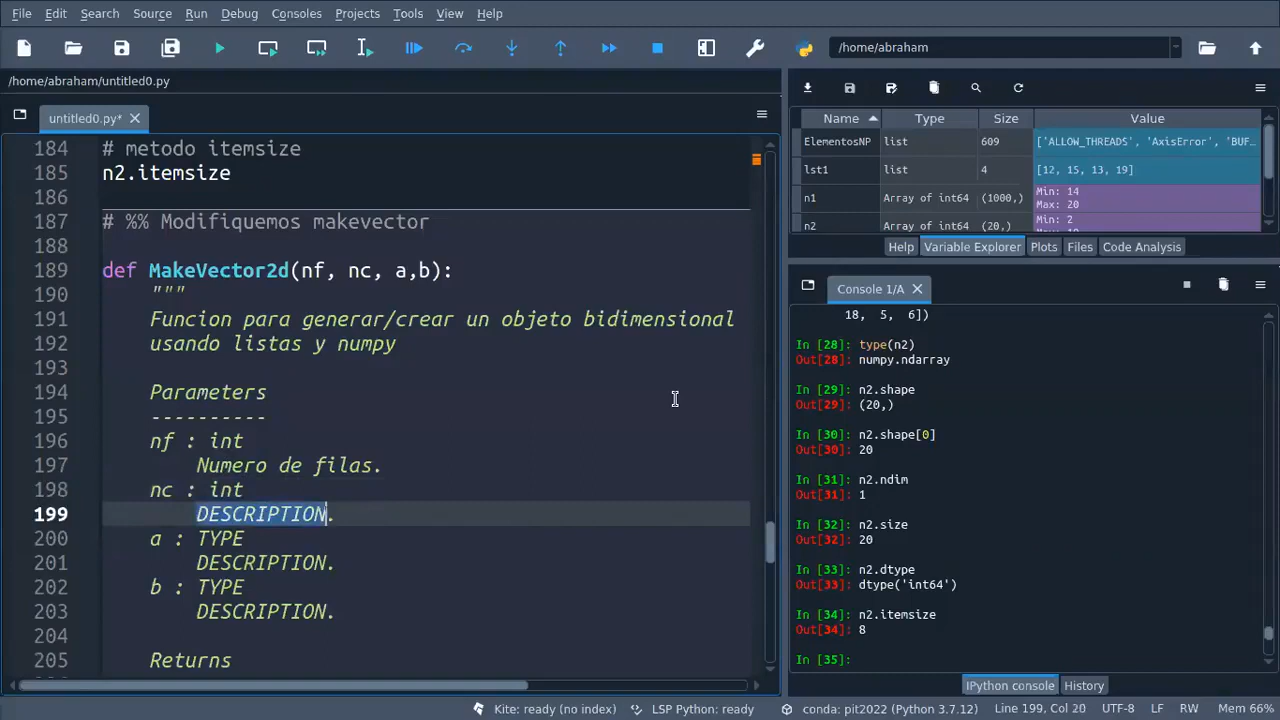 File Edit Search Source Run Debug Consoles Projects Tools View Help
/home/abraham
/home/abraham/untitled0.py
untitled0.py*
184 # metodo itemsize
185 n2.itemsize
186
187 # %% Modifiquemos makevector
188
189 def MakeVector2d(nf, nc, a,b):
190 """
191 Funcion para generar/crear un objeto bidimensional
192 usando listas y numpy
193
194 Parameters
195 ----------
196 nf : int
197 Numero de filas.
198 nc : int
199 DESCRIPTION.
200 a : TYPE
201 DESCRIPTION.
202 b : TYPE
203 DESCRIPTION.
204
205 Returns
Name Type Size Value
ElementosNP list 609 ['ALLOW_THREADS', 'AxisError', 'BUF…
lst1 list 4 [12, 15, 13, 19]
n1 Array of int64 (1000,) Min: 14
Max: 20
n2 Array of int64 (20,) Min: 2
Help Variable Explorer Plots Files Code Analysis
Console 1/A
18, 5, 6])
In [28]: type(n2)
Out[28]: numpy.ndarray
In [29]: n2.shape
Out[29]: (20,)
In [30]: n2.shape[0]
Out[30]: 20
In [31]: n2.ndim
Out[31]: 1
In [32]: n2.size
Out[32]: 20
In [33]: n2.dtype
Out[33]: dtype('int64')
In [34]: n2.itemsize
Out[34]: 8
In [35]:
IPython console History
Kite: ready (no index) LSP Python: ready conda: pit2022 (Python 3.7.12) Line 199, Col 20 UTF-8 LF RW Mem 66%